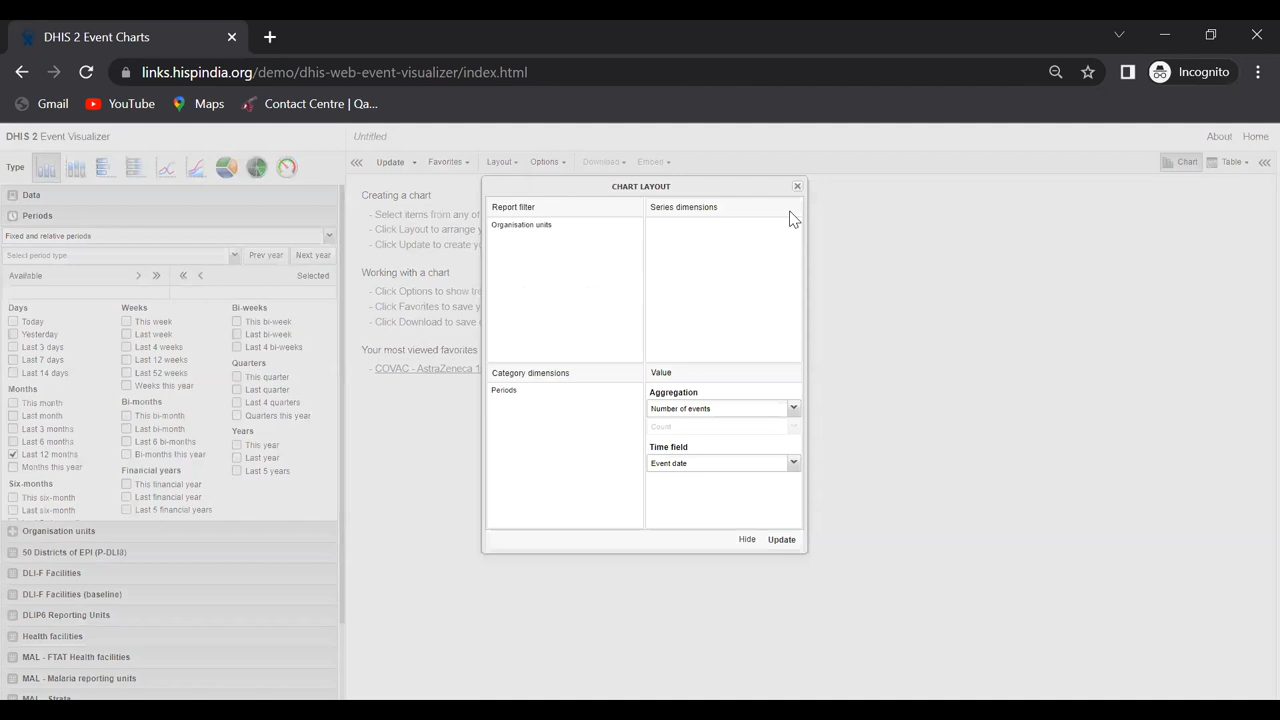 DHIS 2 Event Charts
links.hispindia.org/demo/dhis-web-event-visualizer/index.html
Incognito
Gmail YouTube Maps Contact Centre | Qa...
DHIS 2 Event Visualizer
Untitled
About Home
Type
Update Favorites Layout Options Download Embed
Chart Table
Data
Periods
Fixed and relative periods
Select period type Prev year Next year
Available Selected
Days Weeks Bi-weeks
Today This week This bi-week
Yesterday Last week Last bi-week
Last 3 days Last 4 weeks Last 4 bi-weeks
Last 7 days Last 12 weeks Quarters
Last 14 days Last 52 weeks This quarter
Months Weeks this year Last quarter
This month Bi-months Last 4 quarters
Last month This bi-month Quarters this year
Last 3 months Last bi-month Years
Last 6 months Last 6 bi-months This year
Last 12 months Bi-months this year Last year
Months this year Financial years Last 5 years
Six-months This financial year
This six-month Last financial year
Last six-month Last 5 financial years
Organisation units
50 Districts of EPI (P-DLI8)
DLI-F Facilities
DLI-F Facilities (baseline)
DLIP6 Reporting Units
Health facilities
MAL - FTAT Health facilities
MAL - Malaria reporting units
MAL - Strata
Creating a chart
- Select items from any of
- Click Layout to arrange
- Click Update to create
Working with a chart
- Click Options to show
- Click Favorites to save
- Click Download to save
Your most viewed favorites
- COVAC - AstraZeneca
CHART LAYOUT
Report filter Series dimensions
Organisation units
Category dimensions Value
Periods
Aggregation
Number of events
Count
Time field
Event date
Hide Update